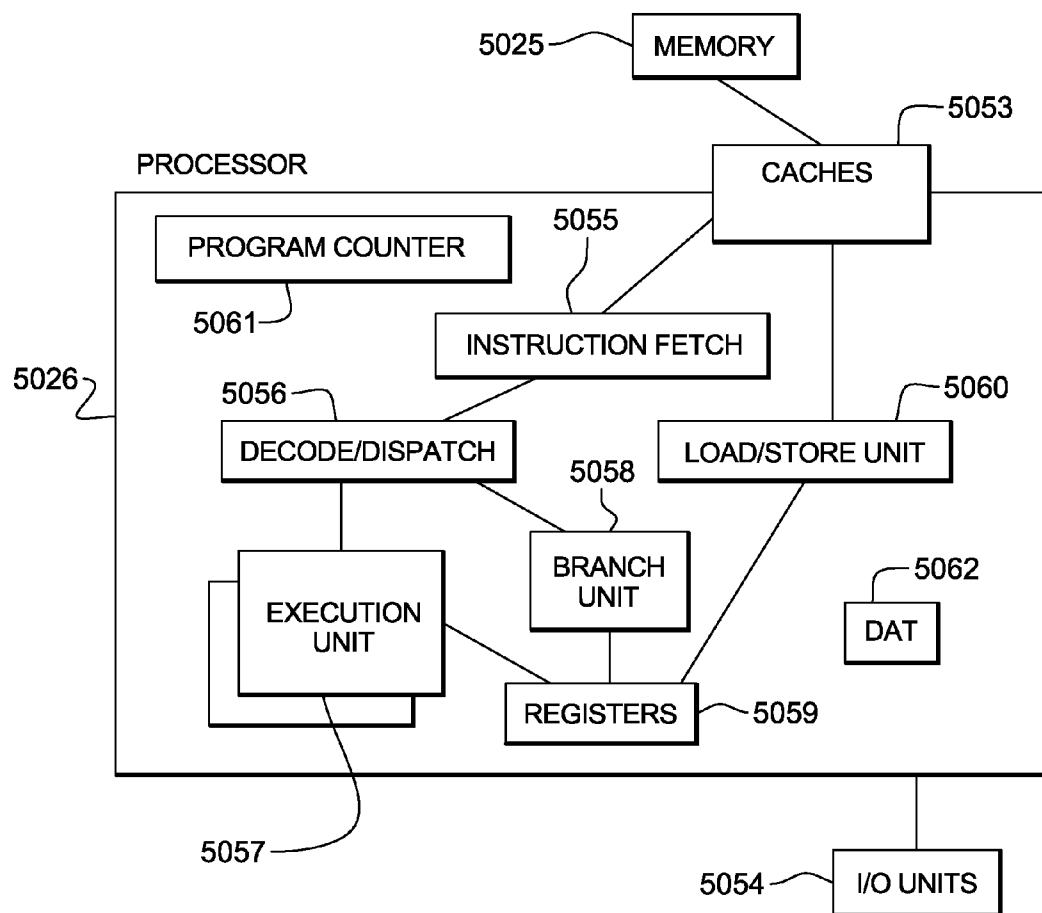 5025
MEMORY
5053
CACHES
PROCESSOR
PROGRAM COUNTER
5061
5055
INSTRUCTION FETCH
5026
5056
DECODE/DISPATCH
5060
LOAD/STORE UNIT
5058
BRANCH
UNIT
EXECUTION
UNIT
5062
DAT
REGISTERS
5059
5057
5054
I/O UNITS